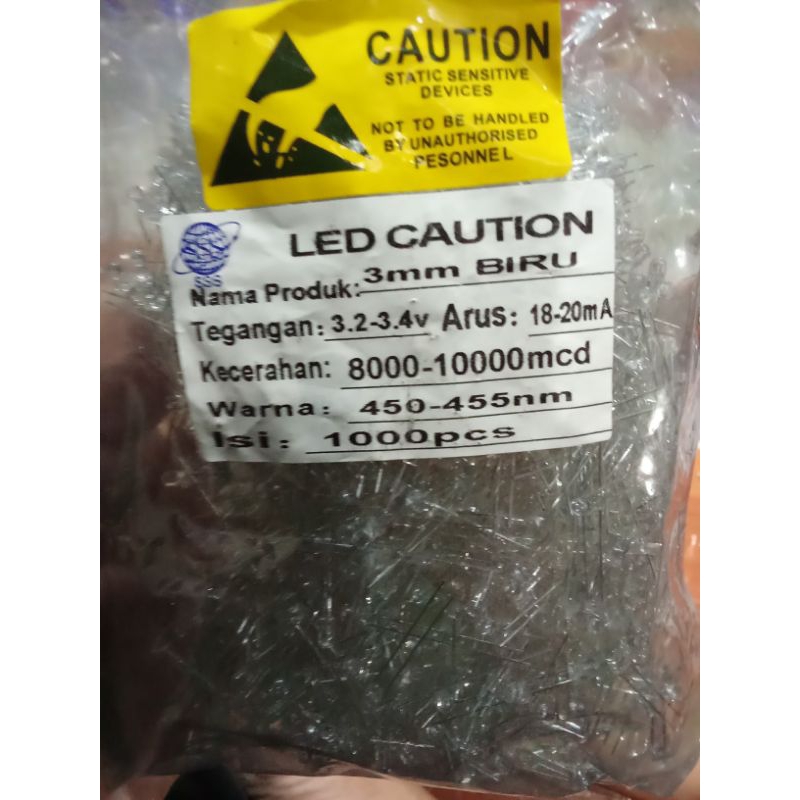 CAUTION
STATIC SENSITIVE
DEVICES
NOT TO BE HANDLED
BY UNAUTHORISED
PESONNEL
LED CAUTION
SGS
Nama Produk: 3mm BIRU
Tegangan: 3.2-3.4v Arus: 18-20mA
Kecerahan: 8000-10000mcd
Warna: 450-455nm
Isi: 1000pcs